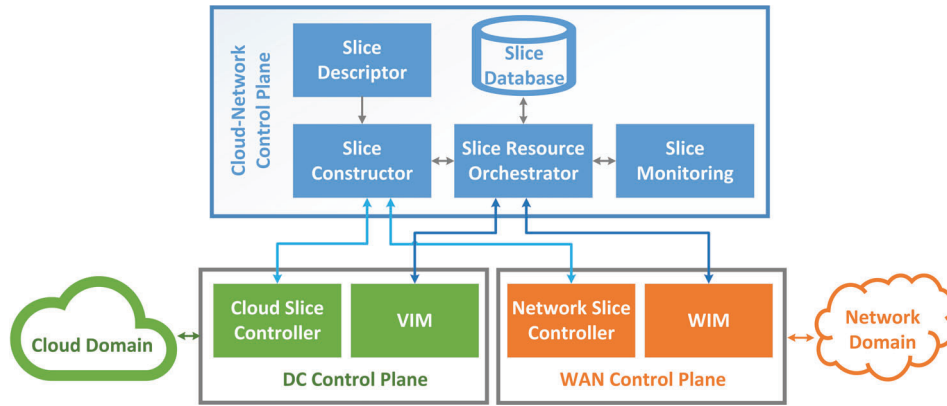 Cloud-Network
Control Plane
Slice
Descriptor
Slice
Database
Slice
Constructor
Slice Resource
Orchestrator
Slice
Monitoring
Cloud Domain
Cloud Slice
Controller
VIM
DC Control Plane
Network Slice
Controller
WIM
WAN Control Plane
Network
Domain